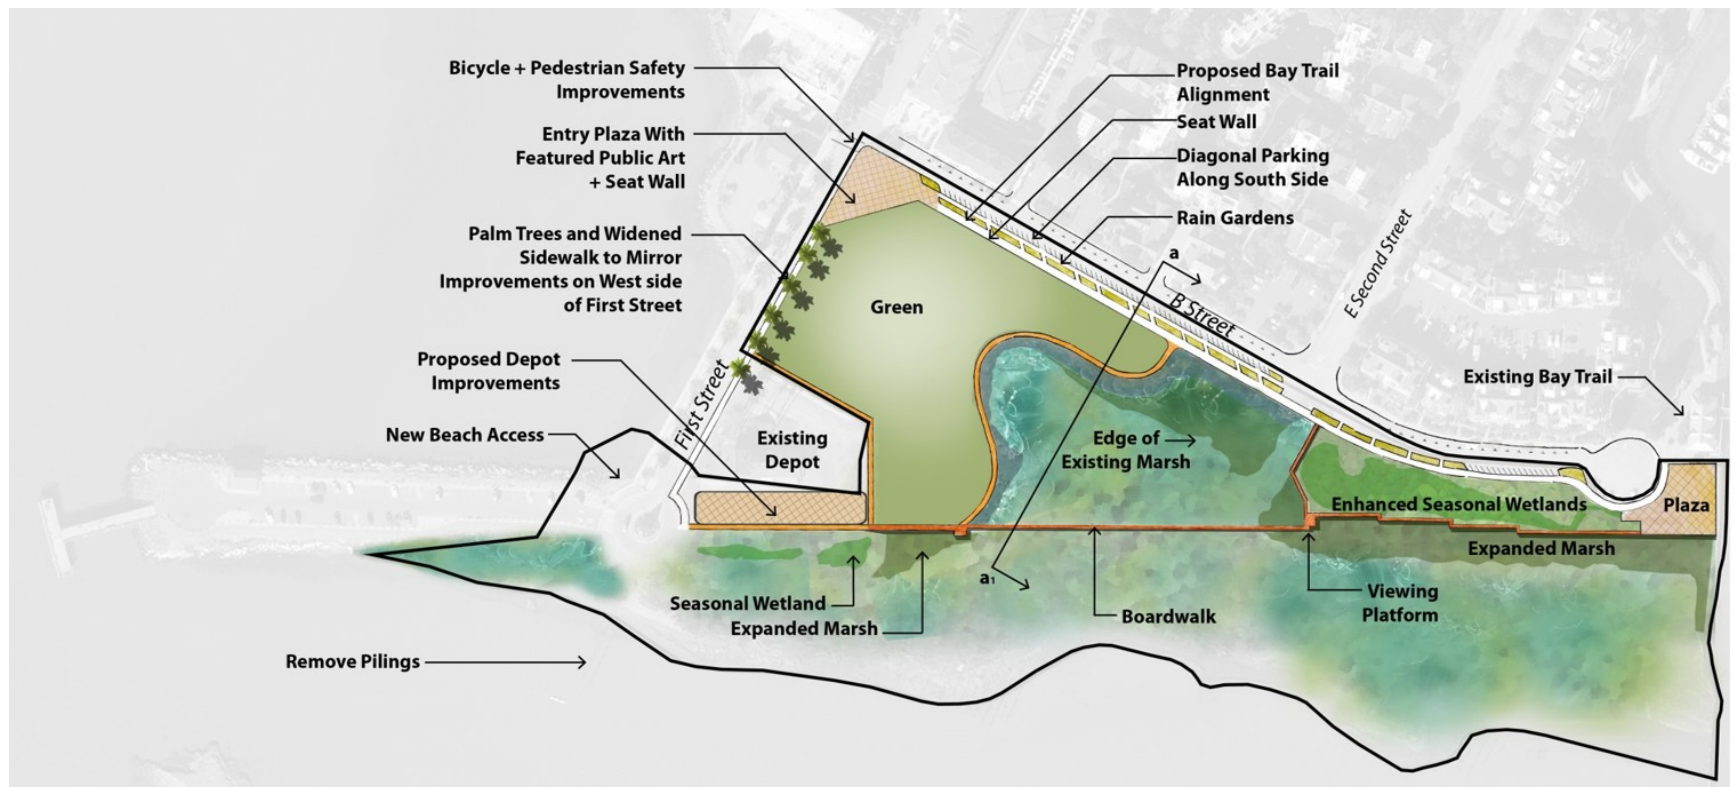 Bicycle + Pedestrian Safety
Improvements
Entry Plaza With
Featured Public Art
+ Seat Wall
Palm Trees and Widened
Sidewalk to Mirror
Improvements on West side
of First Street
Proposed Depot
Improvements
New Beach Access
Remove Pilings
Proposed Bay Trail
Alignment
Seat Wall
Diagonal Parking
Along South Side
Rain Gardens
a
B Street
E Second Street
Existing Bay Trail
Green
First Street
Existing
Depot
Edge of
Existing Marsh
Enhanced Seasonal Wetlands
Plaza
Expanded Marsh
a1
Seasonal Wetland
Expanded Marsh
Boardwalk
Viewing
Platform